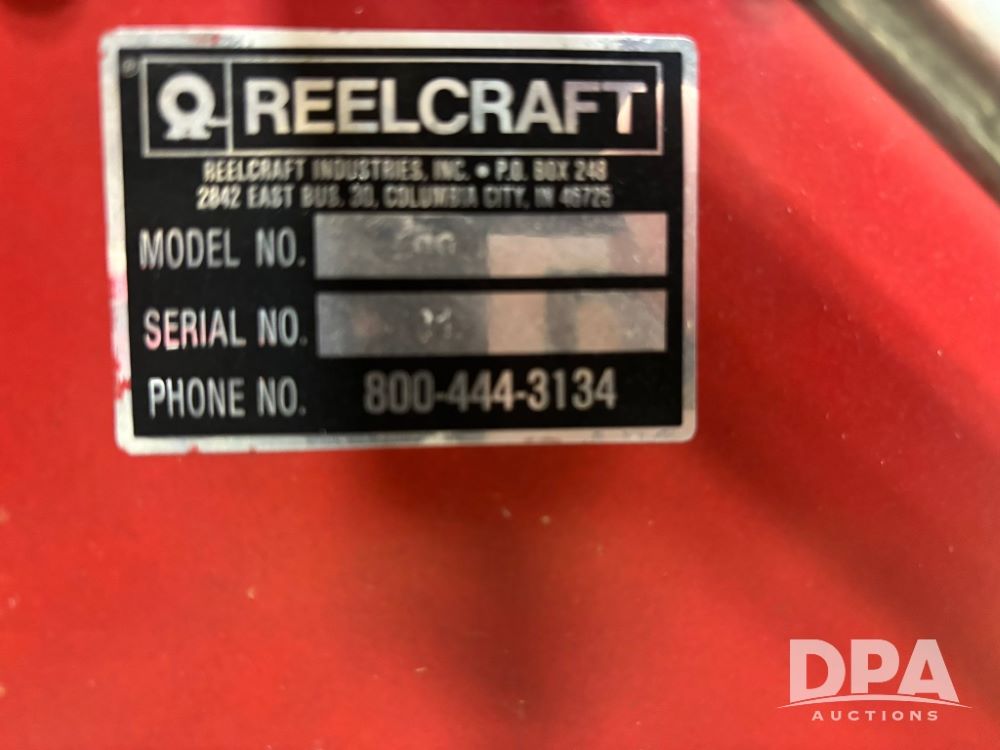 REELCRAFT
REELCRAFT INDUSTRIES, INC. • P.O. BOX 248
2842 EAST BUS. 30, COLUMBIA CITY, IN 46725
MODEL NO.
SERIAL NO.
PHONE NO. 800-444-3134
DPA
AUCTIONS